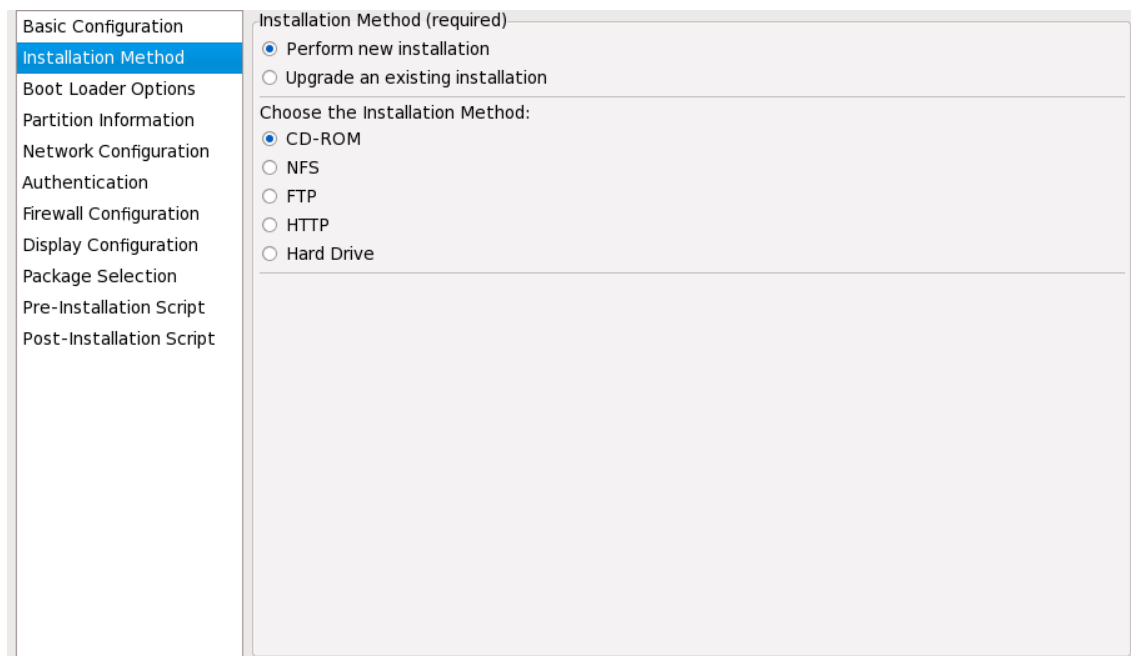 Basic Configuration
Installation Method
Boot Loader Options
Partition Information
Network Configuration
Authentication
Firewall Configuration
Display Configuration
Package Selection
Pre-Installation Script
Post-Installation Script
Installation Method (required)
Perform new installation
Upgrade an existing installation
Choose the Installation Method:
CD-ROM
NFS
FTP
HTTP
Hard Drive